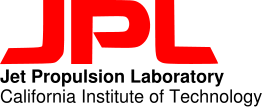 JPL
Jet Propulsion Laboratory
California Institute of Technology